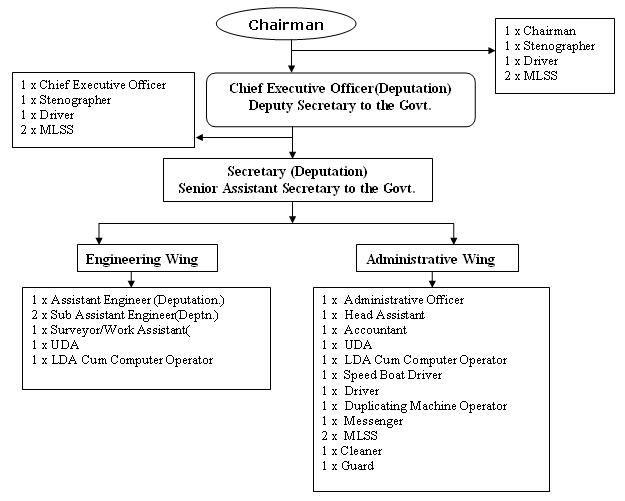 Chairman
1 x Chairman
1 x Stenographer
1 x Driver
2 x MLSS
1 x Chief Executive Officer
1 x Stenographer
1 x Driver
2 x MLSS
Chief Executive Officer(Deputation)
Deputy Secretary to the Govt.
Secretary (Deputation)
Senior Assistant Secretary to the Govt.
Engineering Wing
1 x Assistant Engineer (Deputation.)
2 x Sub Assistant Engineer(Deptn.)
1 x Surveyor/Work Assistant(
1 x UDA
1 x LDA Cum Computer Operator
Administrative Wing
1 x Administrative Officer
1 x Head Assistant
1 x Accountant
1 x UDA
1 x LDA Cum Computer Operator
1 x Speed Boat Driver
1 x Driver
1 x Duplicating Machine Operator
1 x Messenger
2 x MLSS
1 x Cleaner
1 x Guard